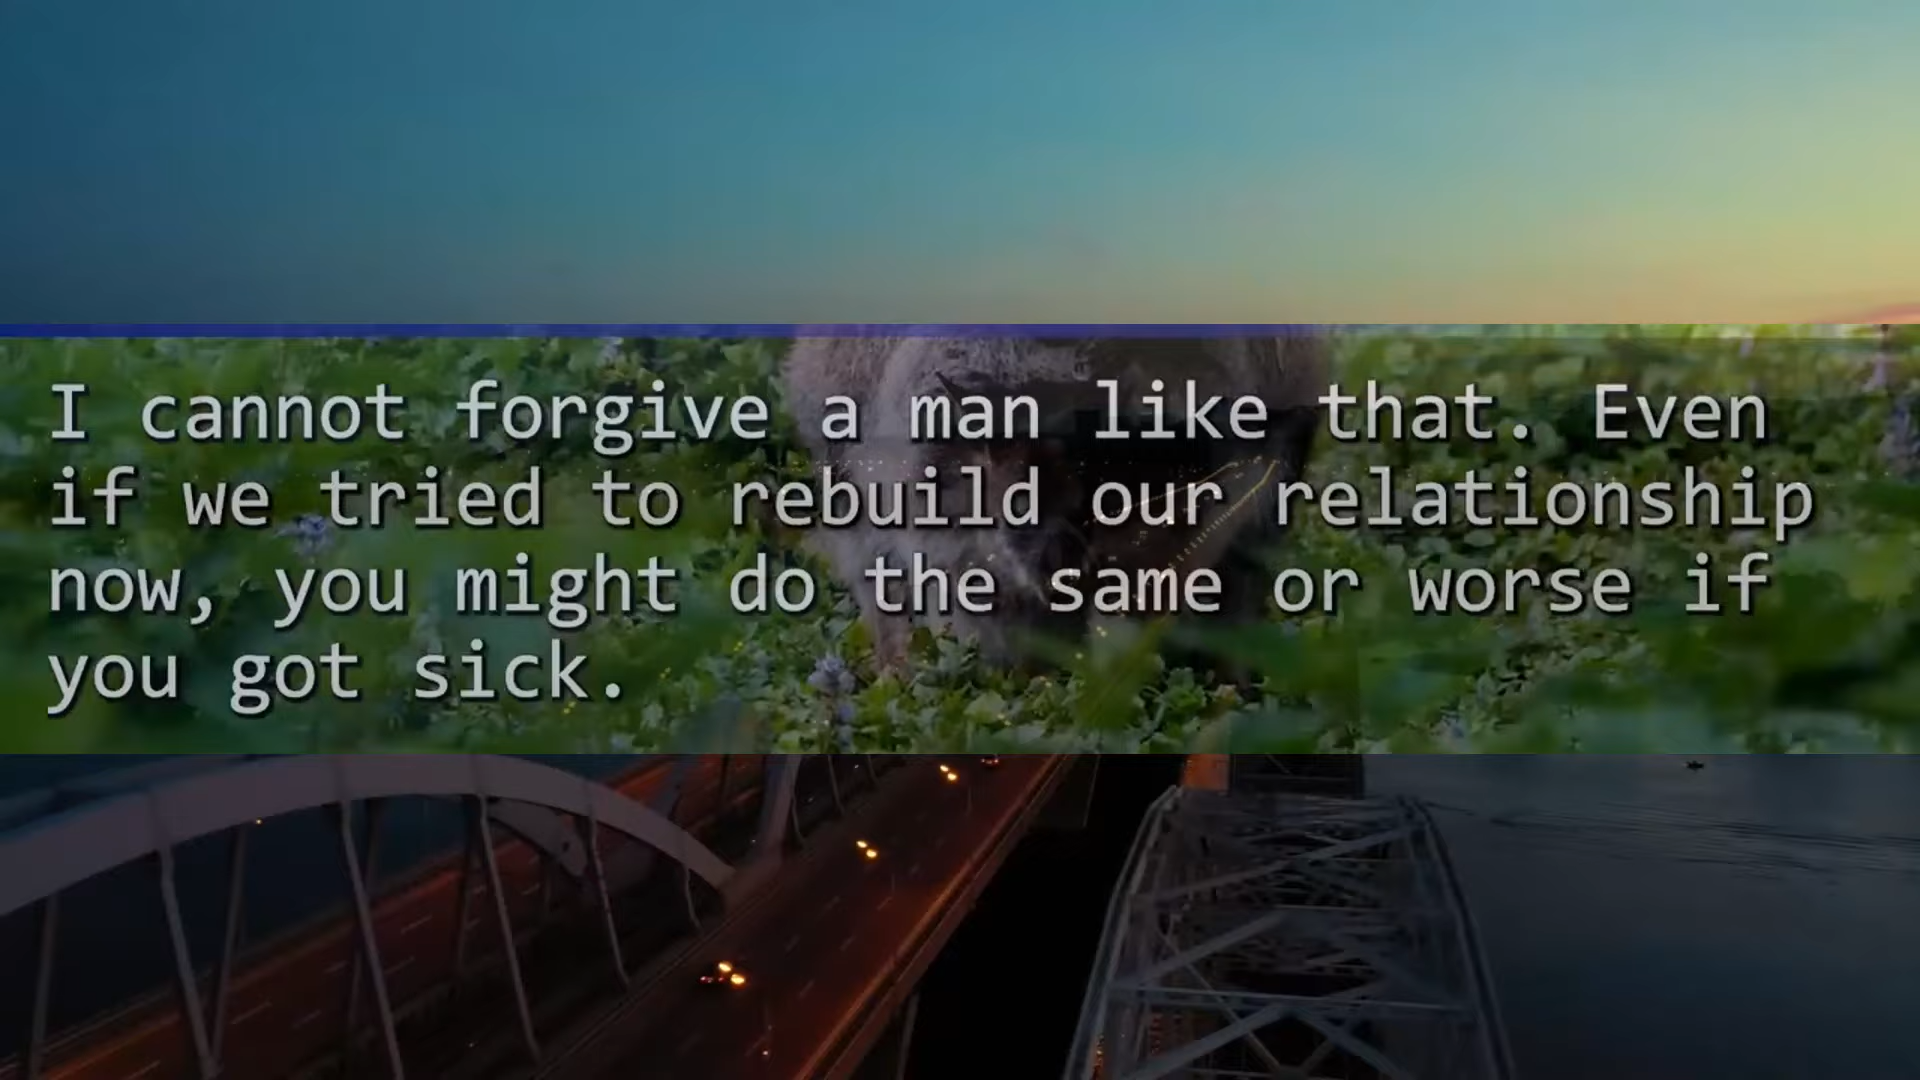 I cannot forgive a man like that. Even
if we tried to rebuild our relationship
now, you might do the same or worse if
you got sick.